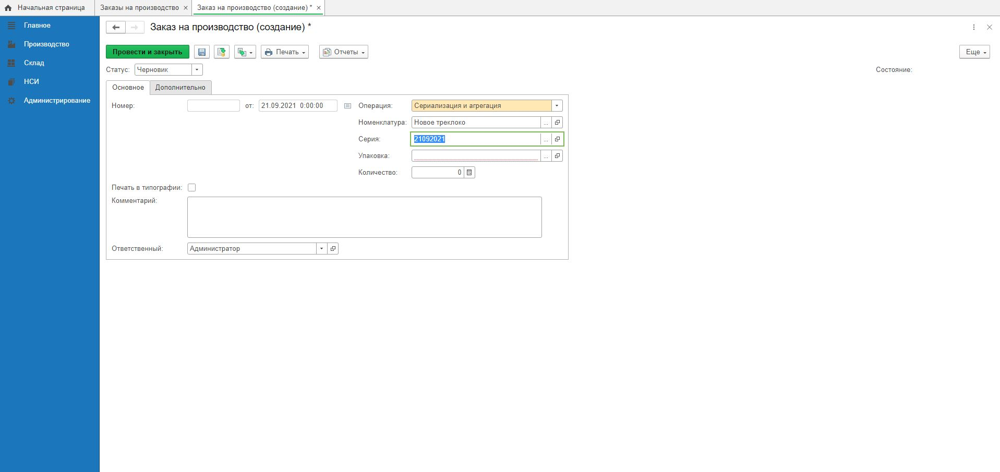 Начальная страница
Заказы на производство ×
Заказ на производство (создание) * ×
Главное
Производство
Склад
НСИ
Администрирование
Заказ на производство (создание) *
Провести и закрыть
Печать
Отчеты
Еще
Статус: Черновик
Состояние:
Основное
Дополнительно
Номер: от: 21.09.2021 0:00:00
Операция: Сериализация и агрегация
Номенклатура: Новое треклоко ...
Серия: 21092021 ...
Упаковка: ...
Количество: 0
Печать в типографии:
Комментарий:
Ответственный: Администратор